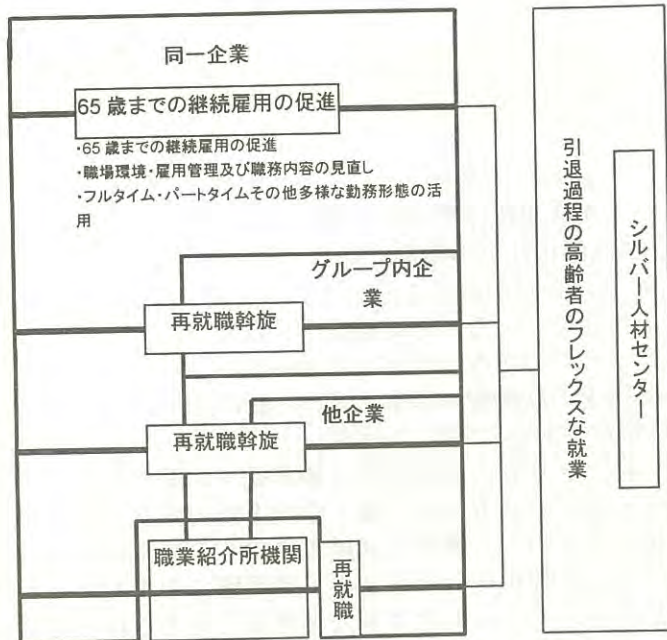 同一企業
65 歳までの継続雇用の促進
・65 歳までの継続雇用の促進
・職場環境・雇用管理及び職務内容の見直し
・フルタイム・パートタイムその他多様な勤務形態の活
用
グループ内企
業
再就職斡旋
他企業
再就職斡旋
職業紹介所機関
再就職
引退過程の高齢者のフレックスな就業
シルバー人材センター